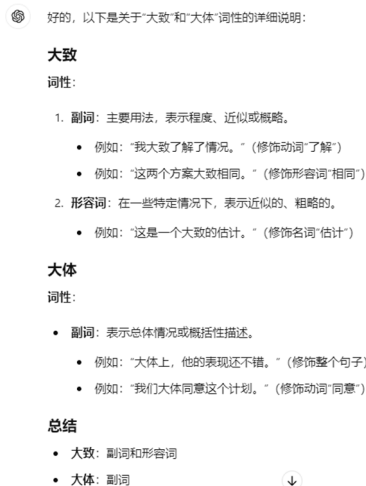 好的，以下是关于“大致”和“大体”词性的详细说明：
大致
词性：
1. 副词：主要用法，表示程度、近似或概略。
• 例如：“我大致了解了情况。”（修饰动词“了解”）
• 例如：“这两个方案大致相同。”（修饰形容词“相同”）
2. 形容词：在一些特定情况下，表示近似的、粗略的。
• 例如：“这是一个大致的估计。”（修饰名词“估计”）
大体
词性：
• 副词：表示总体情况或概括性描述。
• 例如：“大体上，他的表现还不错。”（修饰整个句子）
• 例如：“我们大体同意这个计划。”（修饰动词“同意”）
总结
• 大致：副词和形容词
• 大体：副词